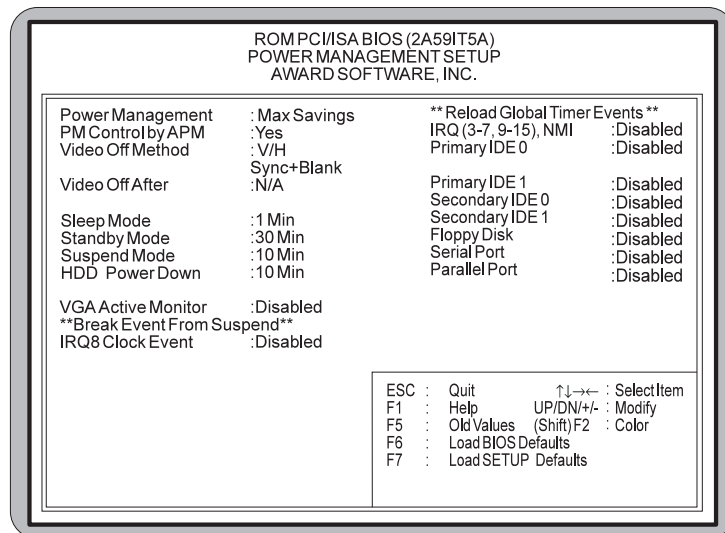 ROM PCI/ISA BIOS (2A59IT5A)
POWER MANAGEMENT SETUP
AWARD SOFTWARE, INC.
Power Management : Max Savings
PM Control by APM :Yes
Video Off Method : V/H
Sync+Blank
Video Off After :N/A
Sleep Mode :1 Min
Standby Mode :30 Min
Suspend Mode :10 Min
HDD Power Down :10 Min
VGA Active Monitor :Disabled
**Break Event From Suspend**
IRQ8 Clock Event :Disabled
** Reload Global Timer Events **
IRQ (3-7, 9-15), NMI :Disabled
Primary IDE 0 :Disabled
Primary IDE 1 :Disabled
Secondary IDE 0 :Disabled
Secondary IDE 1 :Disabled
Floppy Disk :Disabled
Serial Port :Disabled
Parallel Port :Disabled
ESC : Quit ↑↓→← : Select Item
F1 : Help UP/DN/+/- : Modify
F5 : Old Values (Shift) F2 : Color
F6 : Load BIOS Defaults
F7 : Load SETUP Defaults